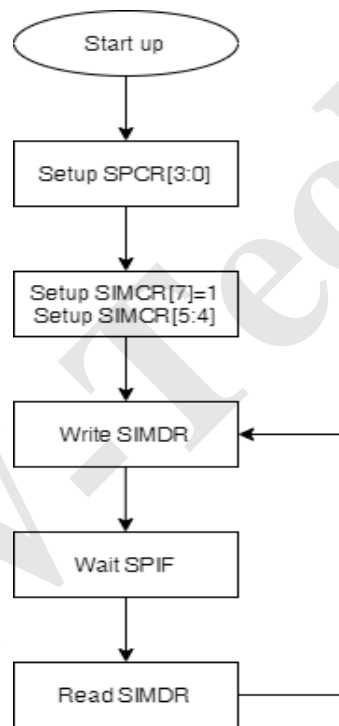 Start up
Setup SPCR[3:0]
Setup SIMCR[7]=1
Setup SIMCR[5:4]
Write SIMDR
Wait SPIF
Read SIMDR